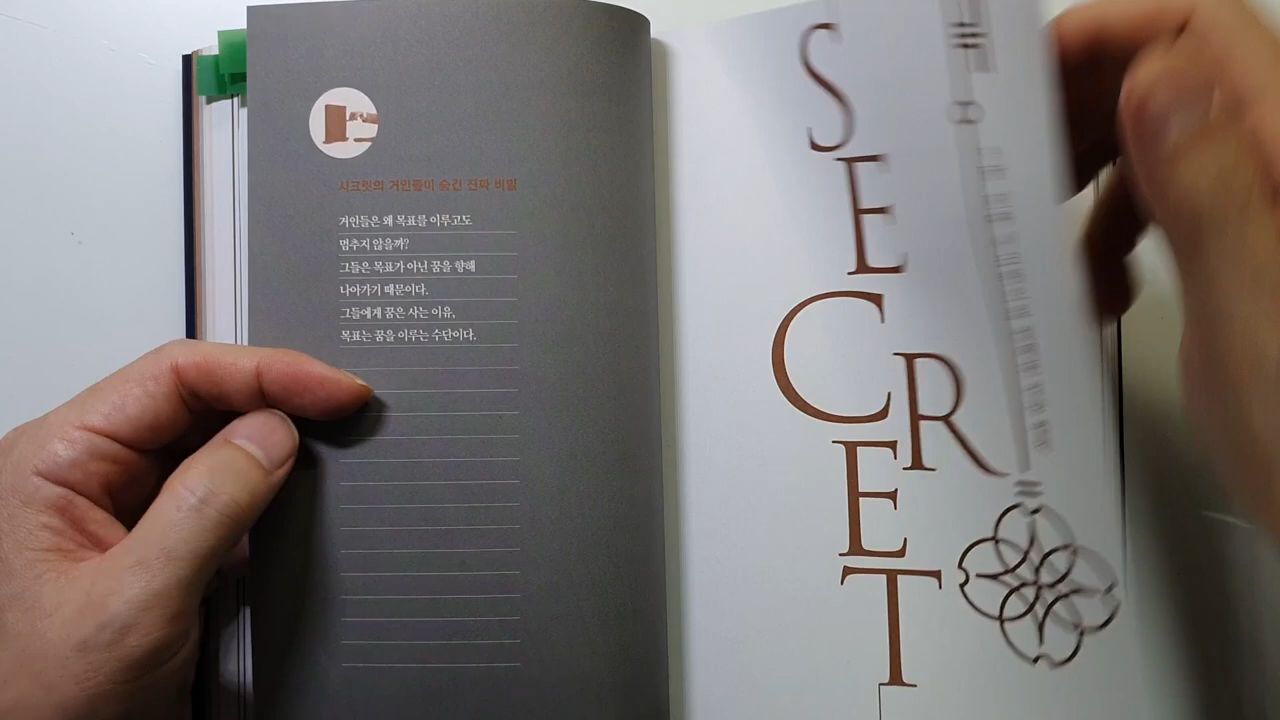 시크릿의 거인들이 숨긴 진짜 비밀
거인들은 왜 목표를 이루고도
멈추지 않을까?
그들은 목표가 아닌 꿈을 향해
나아가기 때문이다.
그들에게 꿈은 사는 이유,
목표는 꿈을 이루는 수단이다.
SECRET